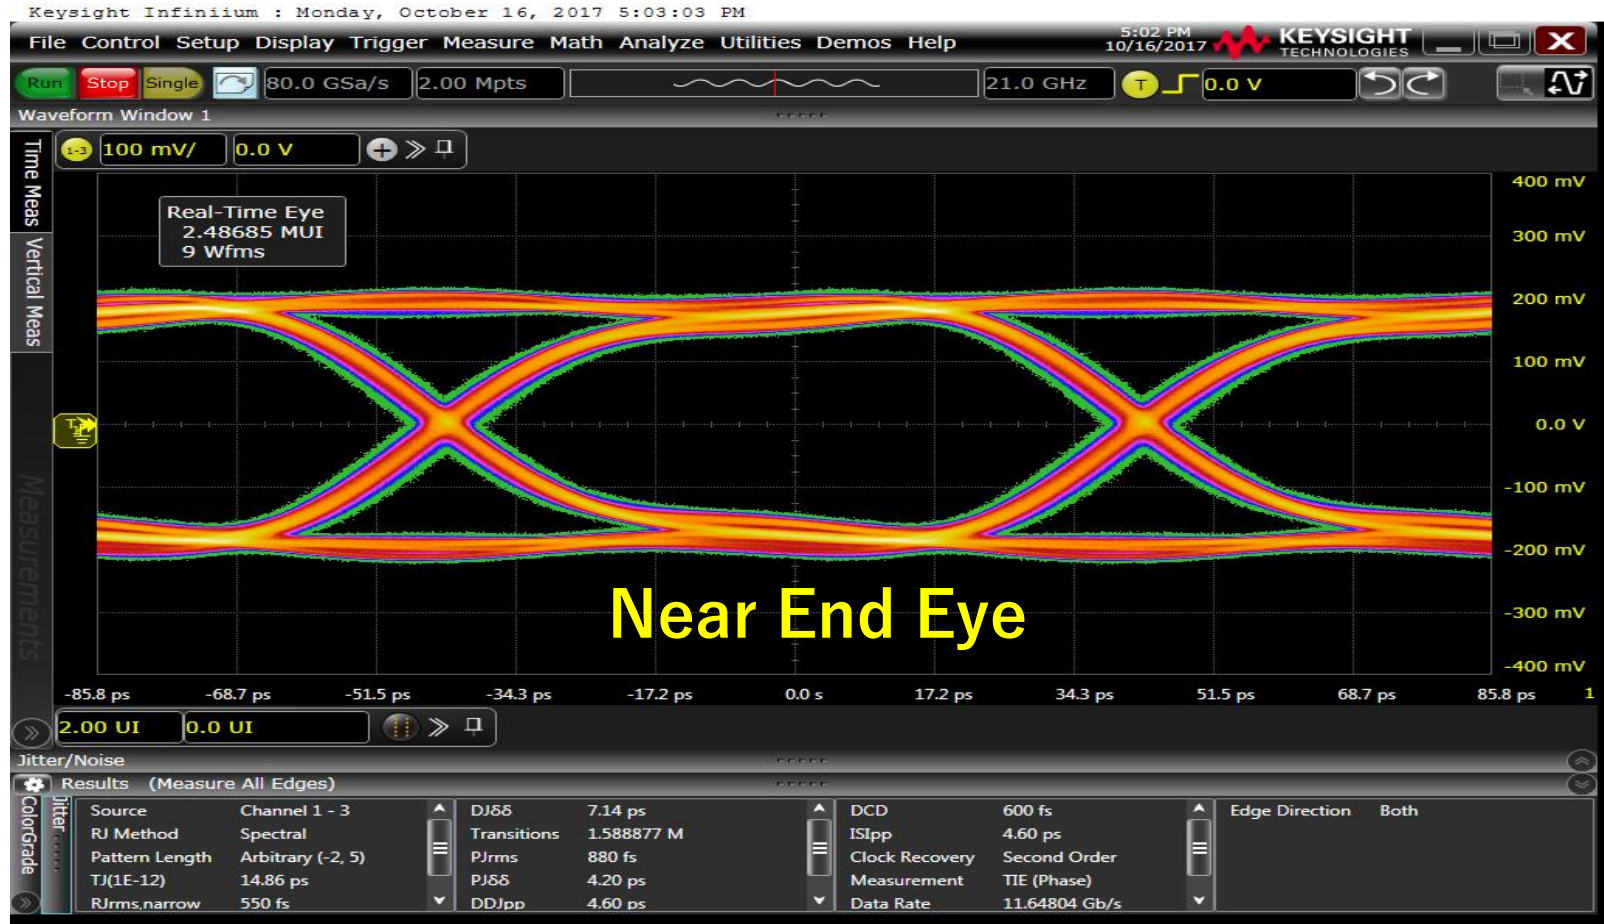 Keysight Infiniium : Monday, October 16, 2017 5:03:03 PM
File Control Setup Display Trigger Measure Math Analyze Utilities Demos Help
5:02 PM
10/16/2017
KEYSIGHT
TECHNOLOGIES
Run Stop Single 80.0 GSa/s 2.00 Mpts 21.0 GHz T 0.0 V
Waveform Window 1
Time Meas
Vertical Meas
Measurements
1-3 100 mV/ 0.0 V
Real-Time Eye
2.48685 MUI
9 Wfms
400 mV
300 mV
200 mV
100 mV
0.0 V
-100 mV
-200 mV
-300 mV
-400 mV
T
Near End Eye
-85.8 ps -68.7 ps -51.5 ps -34.3 ps -17.2 ps 0.0 s 17.2 ps 34.3 ps 51.5 ps 68.7 ps 85.8 ps 1
2.00 UI 0.0 UI
Jitter/Noise
Results (Measure All Edges)
ColorGrade
Jitter
Source Channel 1 - 3 DJδδ 7.14 ps DCD 600 fs Edge Direction Both
RJ Method Spectral Transitions 1.588877 M ISIpp 4.60 ps
Pattern Length Arbitrary (-2, 5) PJrms 880 fs Clock Recovery Second Order
TJ(1E-12) 14.86 ps PJδδ 4.20 ps Measurement TIE (Phase)
RJrms,narrow 550 fs DDJpp 4.60 ps Data Rate 11.64804 Gb/s